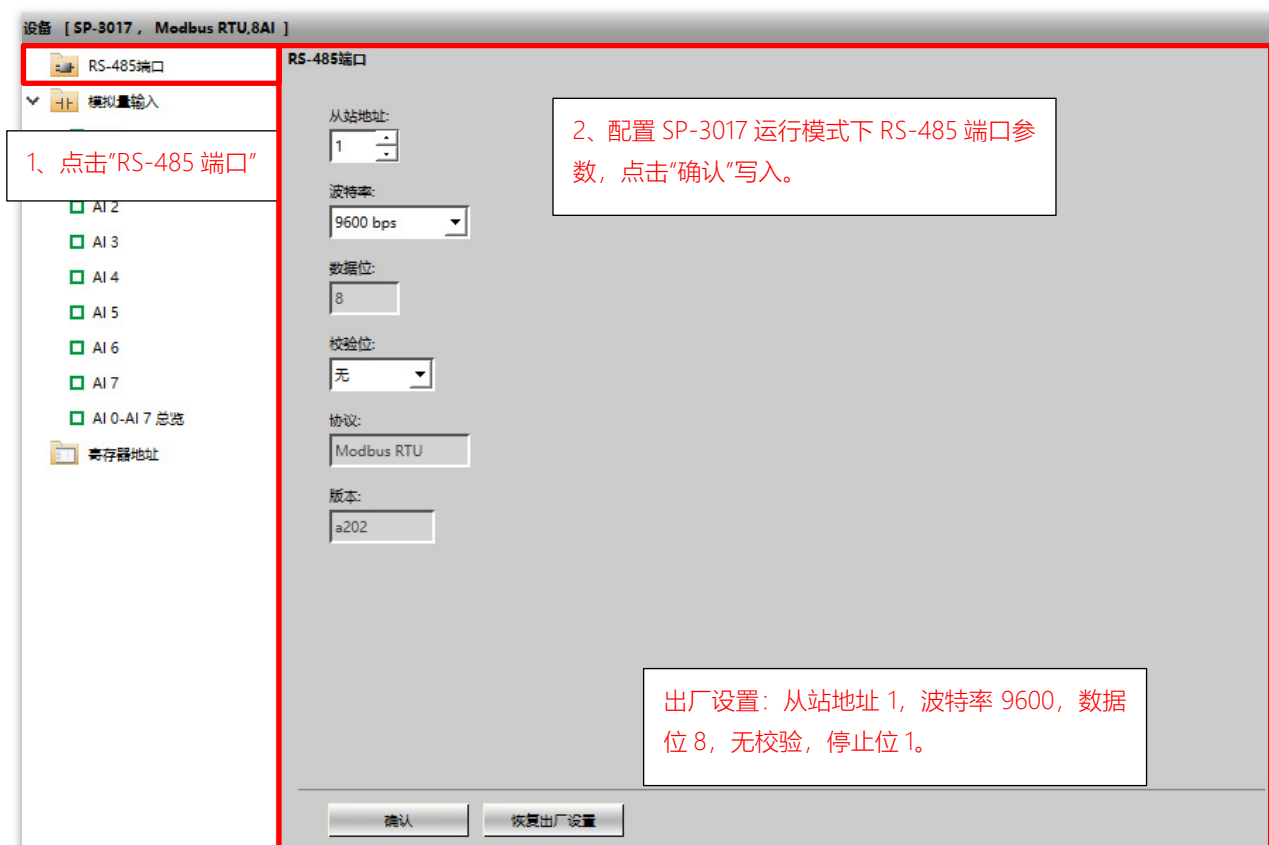 设备 [ SP-3017 , Modbus RTU,8AI ]
RS-485端口
模拟量输入
1、点击"RS-485 端口"
AI 2
AI 3
AI 4
AI 5
AI 6
AI 7
AI 0-AI 7 总览
寄存器地址
RS-485端口
从站地址:
1
波特率:
9600 bps
数据位:
8
校验位:
无
协议:
Modbus RTU
版本:
a202
2、配置 SP-3017 运行模式下 RS-485 端口参
数，点击“确认”写入。
出厂设置：从站地址 1，波特率 9600，数据
位 8，无校验，停止位 1。
确认
恢复出厂设置